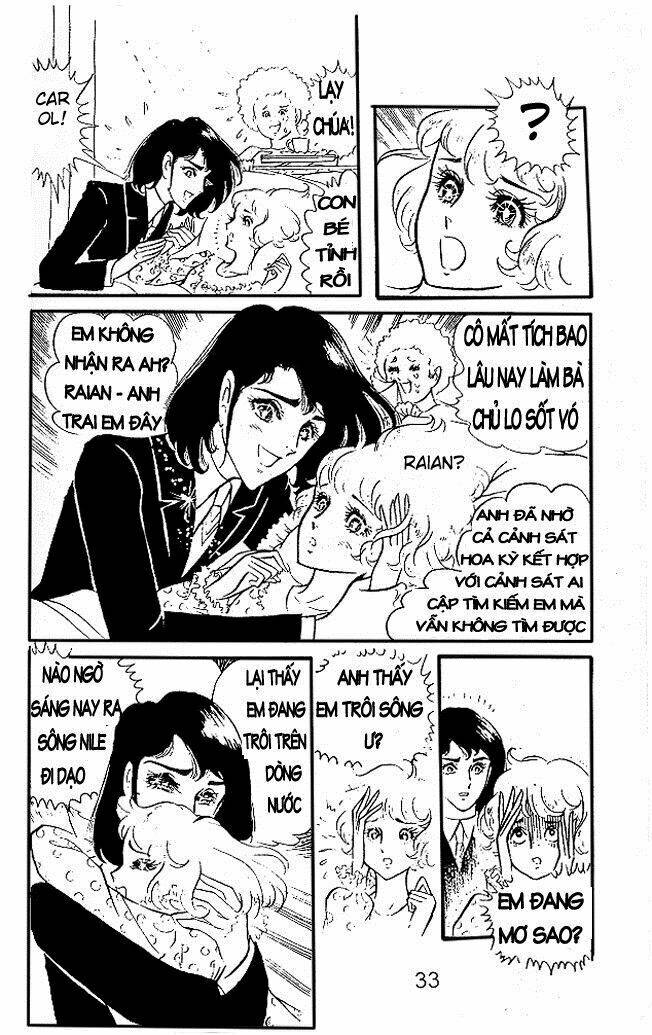 CAR
OL!
LẠY
CHÚA!
CON
BÉ
TỈNH
RỒI
?
EM KHÔNG
NHẬN RA AH?
RAIAN - ANH
TRAI EM ĐÂY
CÔ MẤT TÍCH BAO
LÂU NAY LÀM BÀ
CHỦ LO SỐT VÓ
RAIAN?
ANH ĐÃ NHỜ
CẢ CẢNH SÁT
HOA KỲ KẾT HỢP
VỚI CẢNH SÁT AI
CẬP TÌM KIẾM EM MÀ
VẪN KHÔNG TÌM ĐƯỢC
NÀO NGỜ
SÁNG NAY RA
SÔNG NILE
ĐI DẠO
LẠI THẤY
EM ĐANG
TRÔI TRÊN
DÒNG
NƯỚC
ANH THẤY
EM TRÔI SÔNG
Ư?
EM ĐANG
MƠ SAO?
33